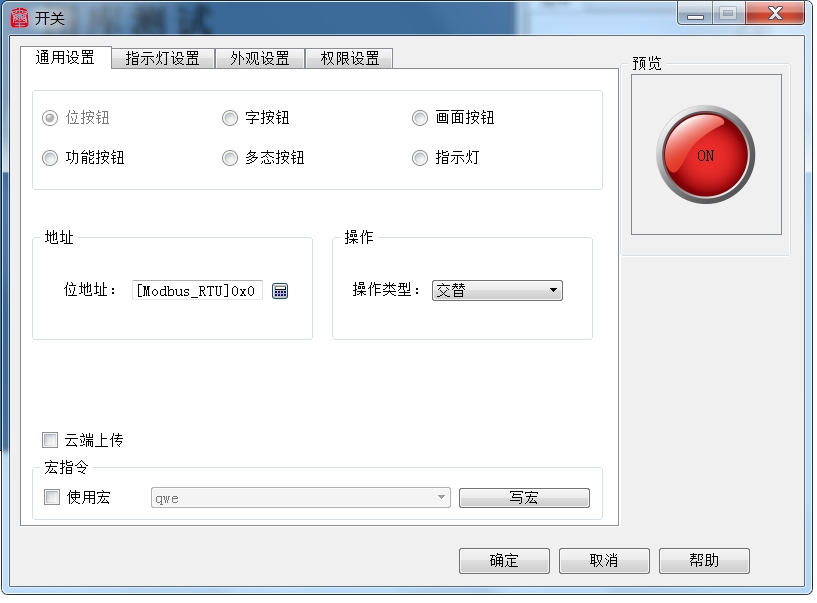 开关
通用设置 指示灯设置 外观设置 权限设置
预览
位按钮 字按钮 画面按钮
功能按钮 多态按钮 指示灯
ON
地址
位地址： [Modbus_RTU]0x0
操作
操作类型： 交替
云端上传
宏指令
使用宏 qwe 写宏
确定 取消 帮助